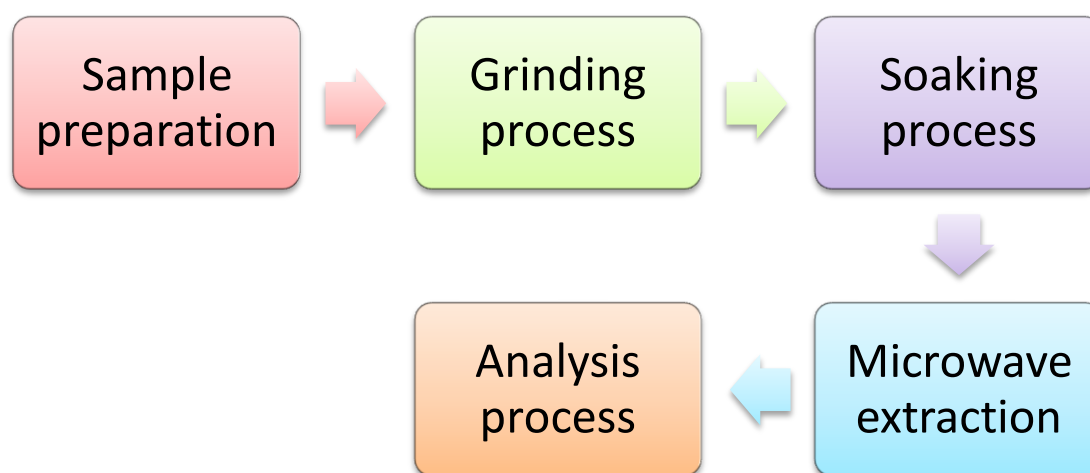 Sample
preparation
Grinding
process
Soaking
process
Microwave
extraction
Analysis
process